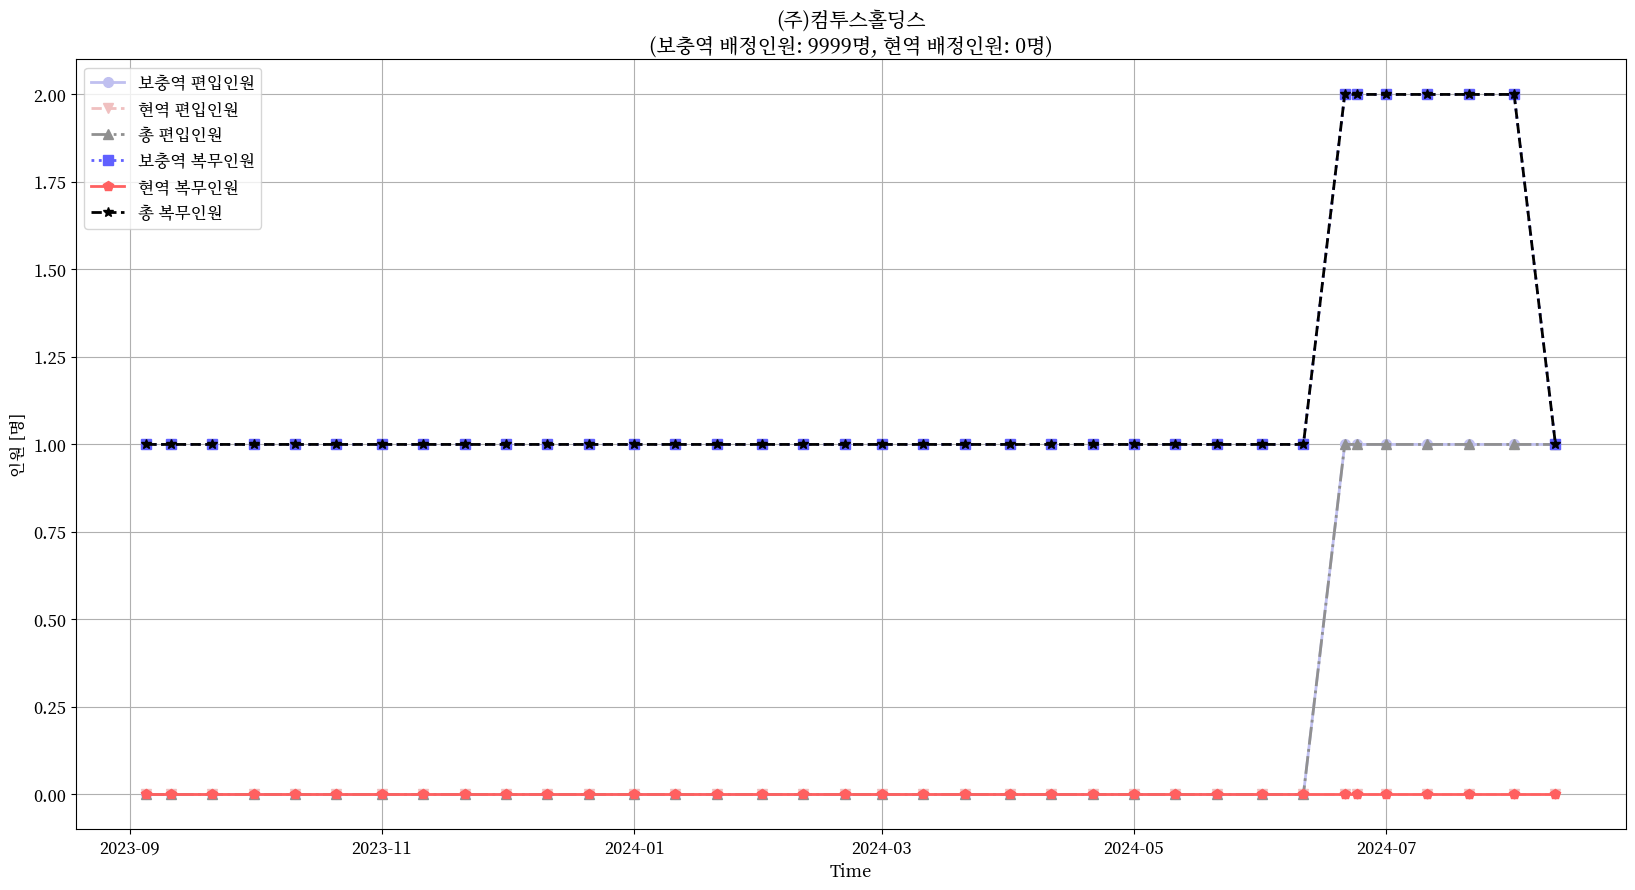 (주)컴투스홀딩스
(보충역 배정인원: 9999명, 현역 배정인원: 0명)
보충역 편입인원
현역 편입인원
총 편입인원
보충역 복무인원
현역 복무인원
총 복무인원
2.00
1.75
1.50
1.25
1.00
0.75
0.50
0.25
0.00
인원 [명]
2023-09 2023-11 2024-01 2024-03 2024-05 2024-07
Time